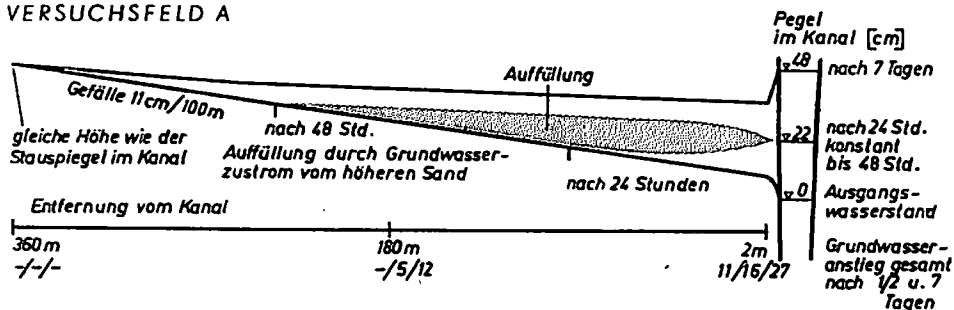 VERSUCHSFELD A
Pegel
im Kanal [cm]
48
nach 7 Tagen
Auffüllung
Gefälle 11cm/100m
gleiche Höhe wie der
Stauspiegel im Kanal
nach 48 Std.
Auffüllung durch Grundwasser-
zustrom vom höheren Sand
nach 24 Stunden
22
nach 24 Std.
konstant
bis 48 Std.
0
Ausgangs-
wasserstand
Entfernung vom Kanal
360m
-/-/-
180m
-/5/12
2m
11/16/27
Grundwasser-
anstieg gesamt
nach 1/2 u. 7
Tagen